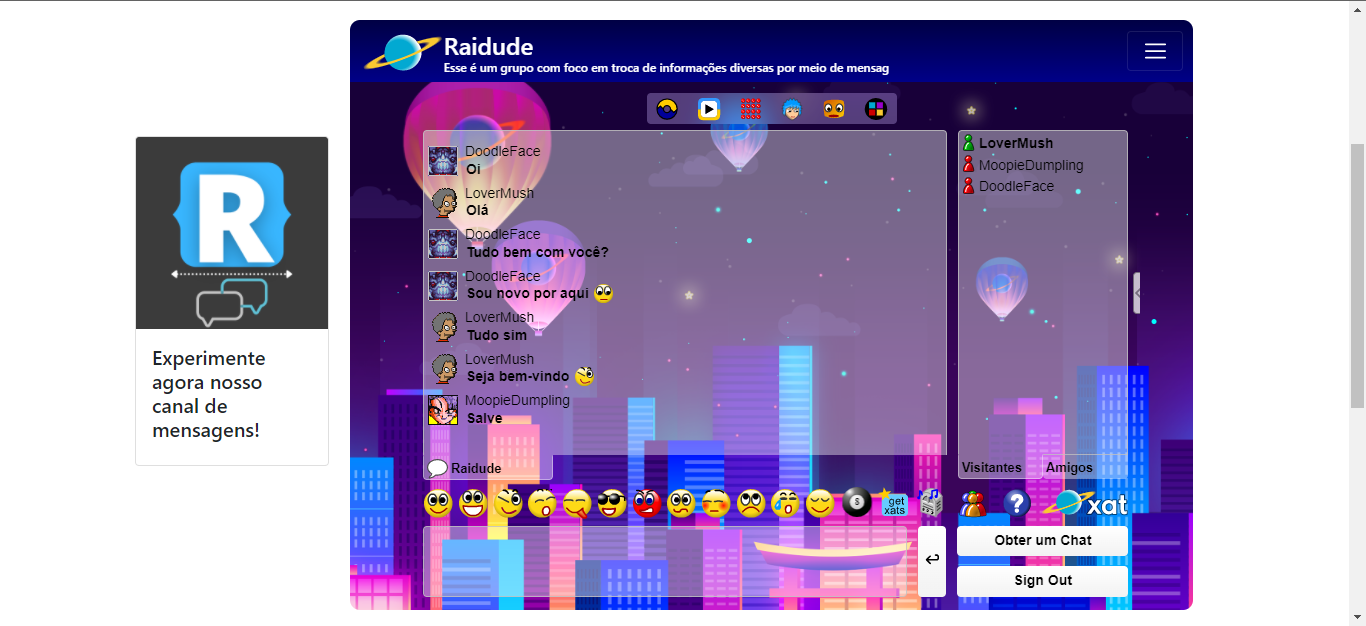 Raidude
Esse é um grupo com foco em troca de informações diversas por meio de mensag
R
Experimente
agora nosso
canal de
mensagens!
DoodleFace
Oi
LoverMush
Olá
DoodleFace
Tudo bem com você?
DoodleFace
Sou novo por aqui
LoverMush
Tudo sim
LoverMush
Seja bem-vindo
MoopieDumpling
Salve
Raidude
LoverMush
MoopieDumpling
DoodleFace
Visitantes
Amigos
$
get
xats
?
xat
Obter um Chat
Sign Out